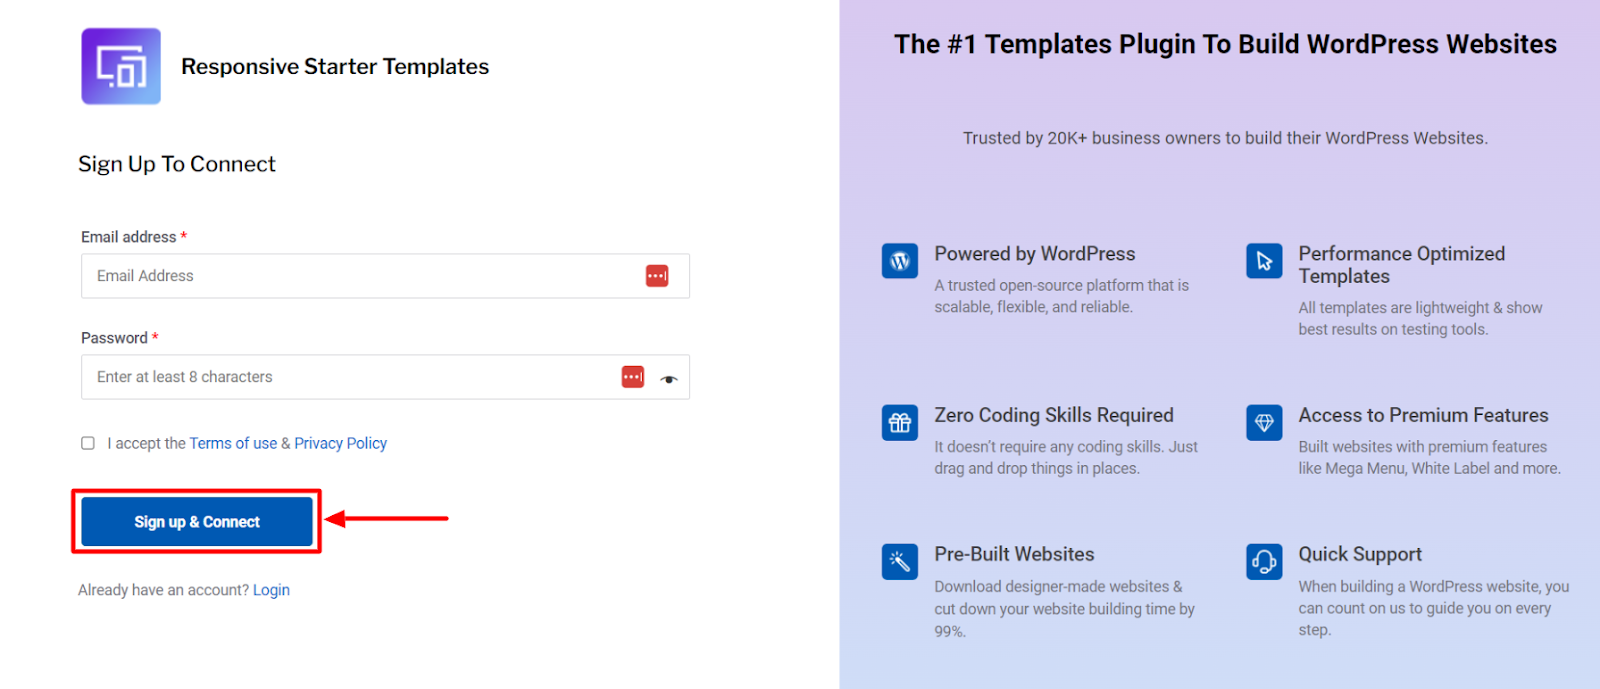 Responsive Starter Templates
Sign Up To Connect
Email address *
Email Address
Password *
Enter at least 8 characters
I accept the Terms of use & Privacy Policy
Sign up & Connect
Already have an account? Login
The #1 Templates Plugin To Build WordPress Websites
Trusted by 20K+ business owners to build their WordPress Websites.
Powered by WordPress
A trusted open-source platform that is
scalable, flexible, and reliable.
Performance Optimized
Templates
All templates are lightweight & show
best results on testing tools.
Zero Coding Skills Required
It doesn't require any coding skills. Just
drag and drop things in places.
Access to Premium Features
Built websites with premium features
like Mega Menu, White Label and more.
Pre-Built Websites
Download designer-made websites &
cut down your website building time by
99%.
Quick Support
When building a WordPress website, you
can count on us to guide you on every
step.